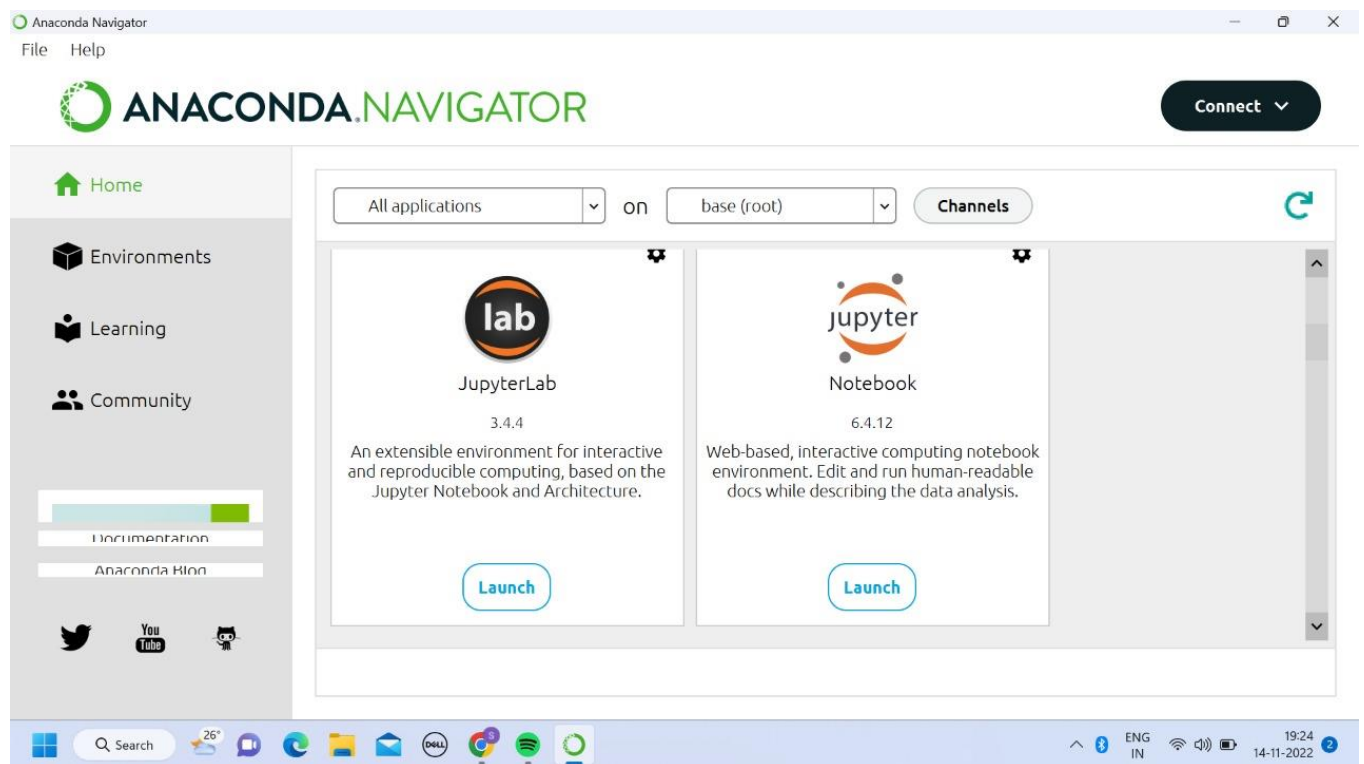 Anaconda Navigator
File Help
ANACONDA.NAVIGATOR
Connect
Home
Environments
Learning
Community
Documentation
Anaconda Blog
You
Tube
All applications on base (root) Channels
lab
JupyterLab
3.4.4
An extensible environment for interactive
and reproducible computing, based on the
Jupyter Notebook and Architecture.
Launch
jupyter
Notebook
6.4.12
Web-based, interactive computing notebook
environment. Edit and run human-readable
docs while describing the data analysis.
Launch
Search
26°
DELL
S
ENG
IN
19:24
14-11-2022
2